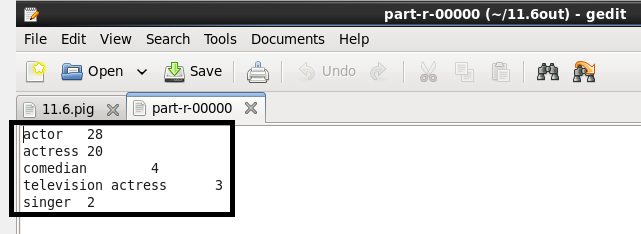 part-r-00000 (~/11.6out) - gedit
File Edit View Search Tools Documents Help
Open Save Undo
11.6.pig part-r-00000
actor 28
actress 20
comedian 4
television actress 3
singer 2